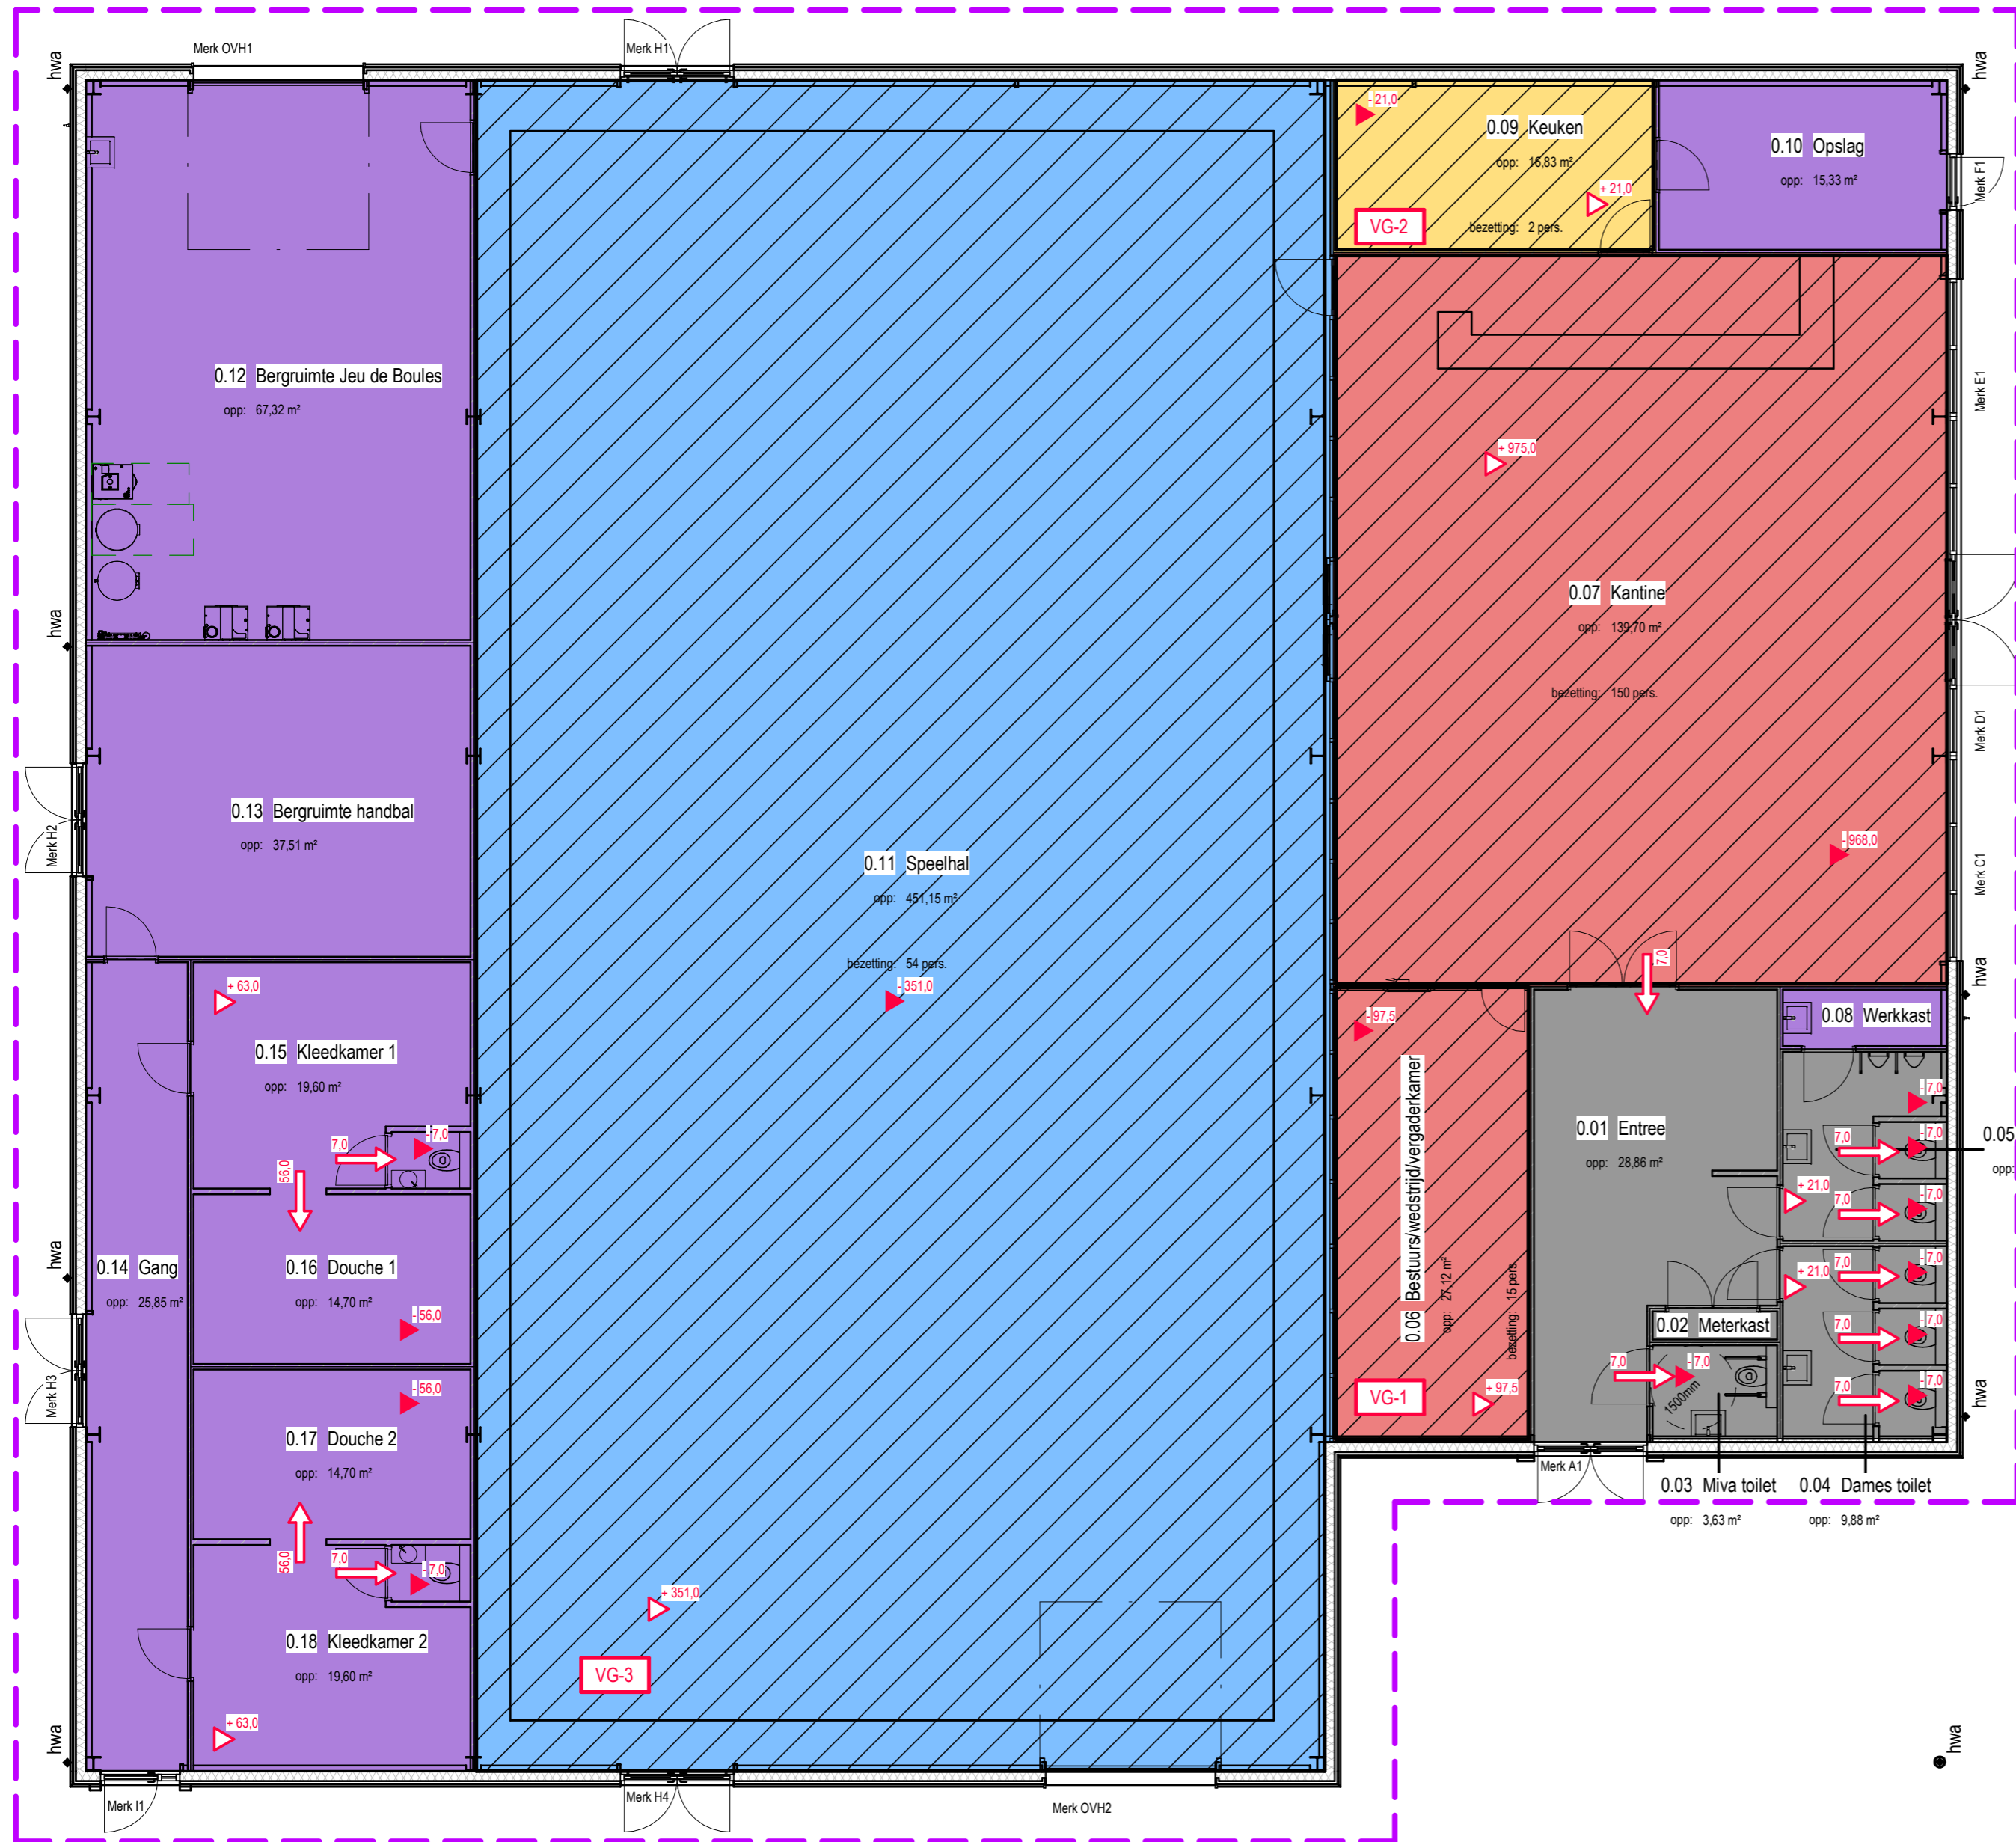 Merk OVH1
Merk H1
hwa
hwa
- 21,0
0.09 Keuken
opp: 16,83 m²
+ 21,0
VG-2
bezetting: 2 pers.
0.10 Opslag
opp: 15,33 m²
Merk F1
0.12 Bergruimte Jeu de Boules
opp: 67,32 m²
Merk E1
+ 975,0
0.07 Kantine
opp: 139,70 m²
bezetting: 150 pers.
hwa
Merk D1
0.13 Bergruimte handbal
opp: 37,51 m²
Merk H2
0.11 Speelhal
opp: 451,15 m²
bezetting: 54 pers.
- 351,0
- 968,0
Merk C1
7,0
hwa
+ 63,0
0.15 Kleedkamer 1
opp: 19,60 m²
7,0
- 7,0
56,0
- 97,5
0.06 Bestuurs/wedstrijd/vergaderkamer
opp: 27,12 m²
bezetting: 15 pers.
VG-1
+ 97,5
0.01 Entree
opp: 28,86 m²
0.08 Werkkast
- 7,0
7,0
- 7,0
0.05
opp:
+ 21,0
7,0
- 7,0
+ 21,0
7,0
- 7,0
7,0
- 7,0
7,0
- 7,0
0.02 Meterkast
7,0
- 7,0
1500mm
hwa
hwa
0.14 Gang
opp: 25,85 m²
0.16 Douche 1
opp: 14,70 m²
- 56,0
Merk H3
- 56,0
0.17 Douche 2
opp: 14,70 m²
56,0
7,0
- 7,0
0.18 Kleedkamer 2
opp: 19,60 m²
+ 63,0
+ 351,0
VG-3
Merk A1
0.03 Miva toilet
opp: 3,63 m²
0.04 Dames toilet
opp: 9,88 m²
hwa
hwa
Merk I1
Merk H4
Merk OVH2